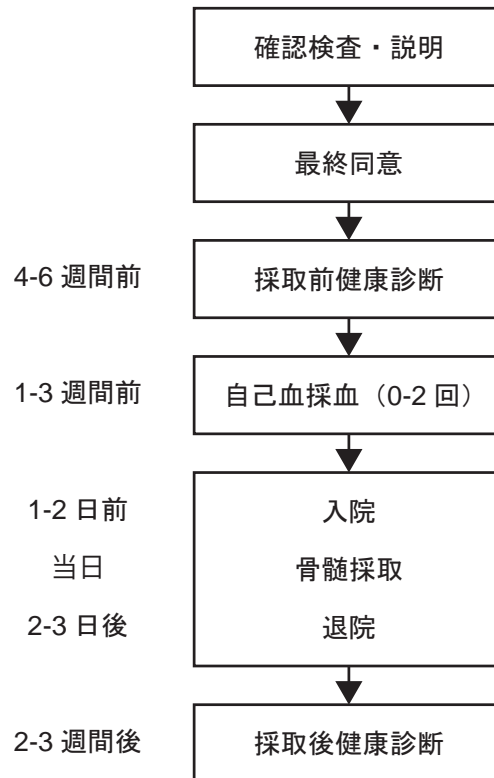 確認検査・説明
最終同意
4-6 週間前 採取前健康診断
1-3 週間前 自己血採血（0-2 回）
1-2 日前 入院
当日 骨髄採取
2-3 日後 退院
2-3 週間後 採取後健康診断